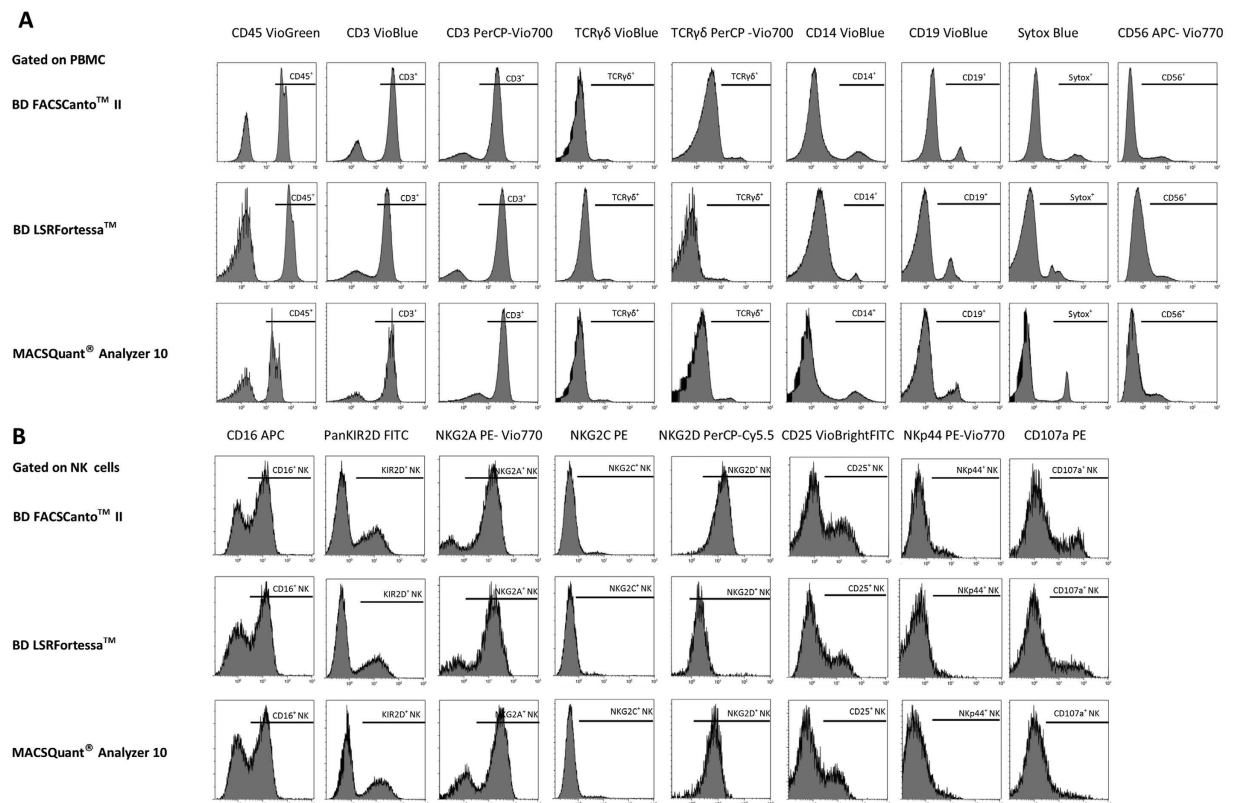 A
CD45 VioGreen CD3 VioBlue CD3 PerCP-Vio700 TCRγδ VioBlue TCRγδ PerCP -Vio700 CD14 VioBlue CD19 VioBlue Sytox Blue CD56 APC- Vio770
Gated on PBMC
CD45⁺ CD3⁺ CD3⁺ TCRγδ⁺ TCRγδ⁺ CD14⁺ CD19⁺ Sytox⁺ CD56⁺
BD FACSCanto™ II
CD45⁺ CD3⁺ CD3⁺ TCRγδ⁺ TCRγδ⁺ CD14⁺ CD19⁺ Sytox⁺ CD56⁺
BD LSRFortessa™
CD45⁺ CD3⁺ CD3⁺ TCRγδ⁺ TCRγδ⁺ CD14⁺ CD19⁺ Sytox⁺ CD56⁺
MACSQuant® Analyzer 10
B
CD16 APC PanKIR2D FITC NKG2A PE- Vio770 NKG2C PE NKG2D PerCP-Cy5.5 CD25 VioBrightFITC NKp44 PE-Vio770 CD107a PE
Gated on NK cells
CD16⁺ NK KIR2D⁺ NK NKG2A⁺ NK NKG2C⁺ NK NKG2D⁺ NK CD25⁺ NK NKp44⁺ NK CD107a⁺ NK
BD FACSCanto™ II
CD16⁺ NK KIR2D⁺ NK NKG2A⁺ NK NKG2C⁺ NK NKG2D⁺ NK CD25⁺ NK NKp44⁺ NK CD107a⁺ NK
BD LSRFortessa™
CD16⁺ NK KIR2D⁺ NK NKG2A⁺ NK NKG2C⁺ NK NKG2D⁺ NK CD25⁺ NK NKp44⁺ NK CD107a⁺ NK
MACSQuant® Analyzer 10